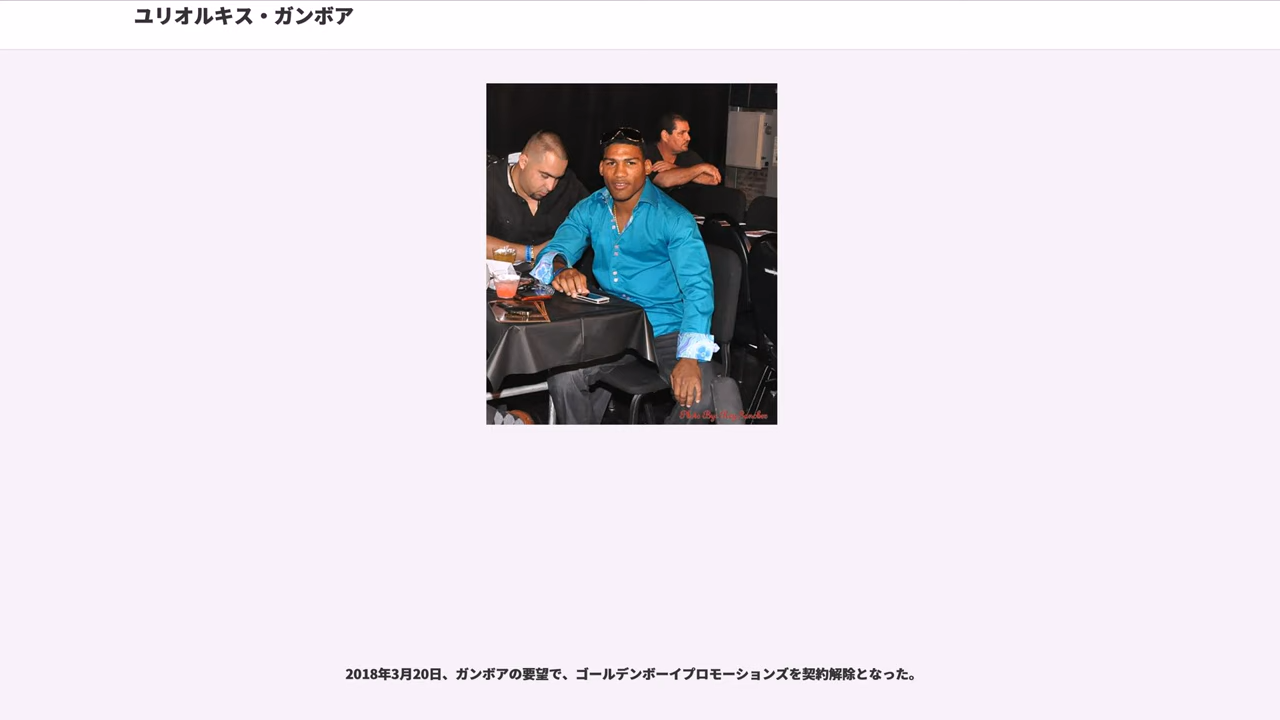 ユリオルキス・ガンボア
2018年3月20日、ガンボアの要望で、ゴールデンボーイプロモーションズを契約解除となった。